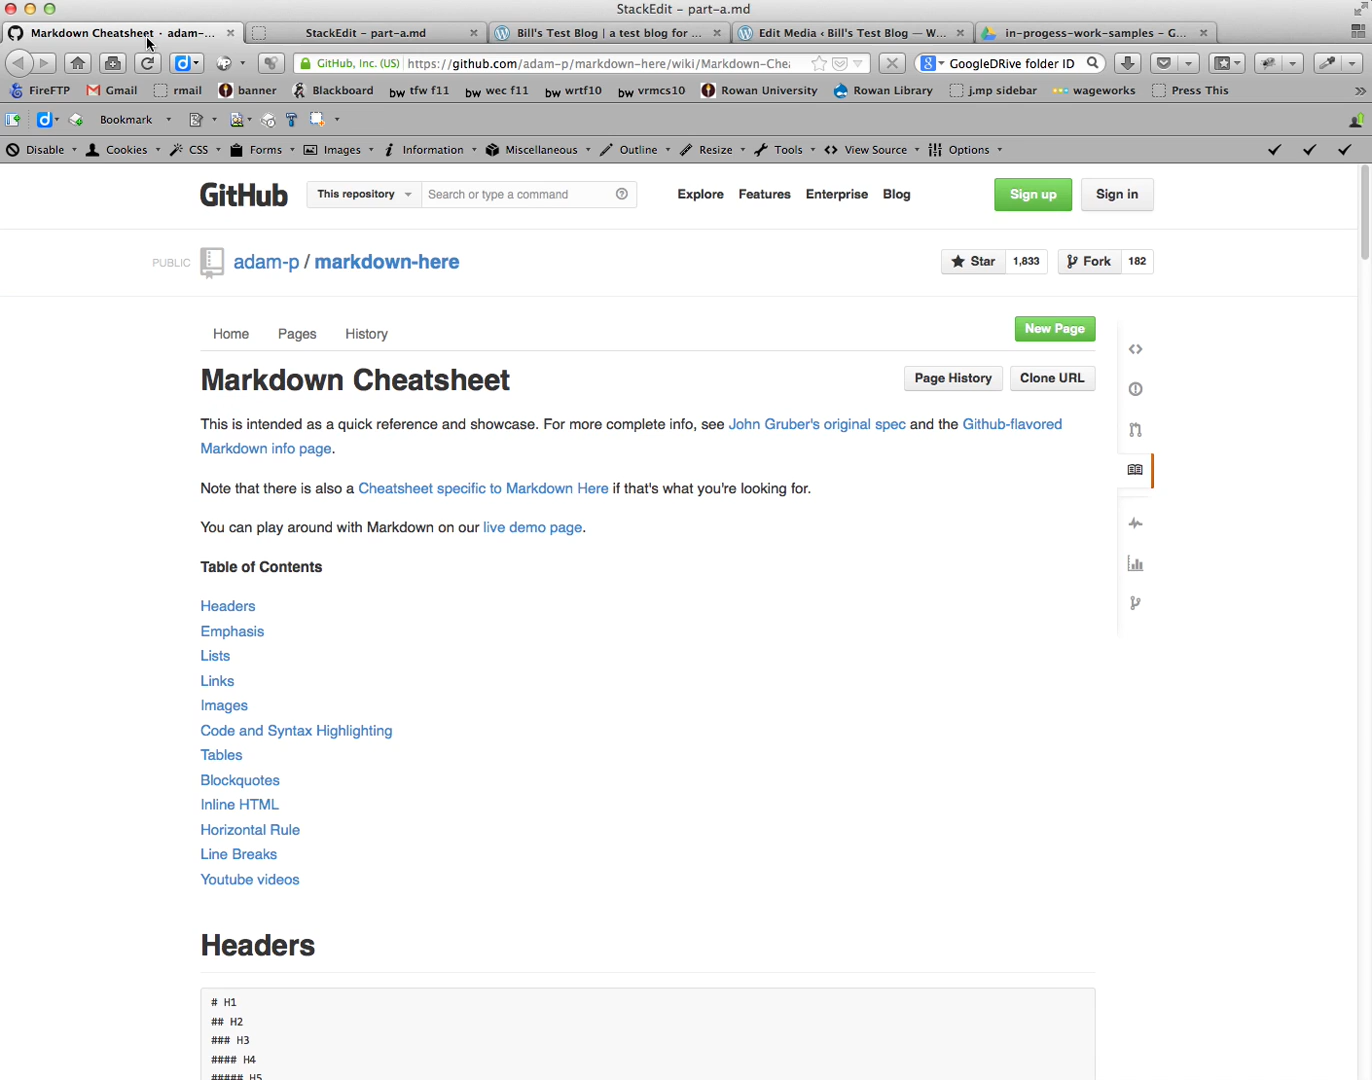 StackEdit – part-a.md
Markdown Cheatsheet · adam-...
StackEdit – part-a.md
Bill's Test Blog | a test blog for ...
Edit Media ‹ Bill's Test Blog — W...
in-progess-work-samples – G...
GitHub, Inc. (US)
https://github.com/adam-p/markdown-here/wiki/Markdown-Che
GoogleDRive folder ID
FireFTP
Gmail
rmail
banner
Blackboard
bw tfw f11
bw wec f11
bw wrtf10
bw vrmcs10
Rowan University
Rowan Library
j.mp sidebar
wageworks
Press This
Bookmark
Disable
Cookies
CSS
Forms
Images
Information
Miscellaneous
Outline
Resize
Tools
View Source
Options
GitHub
This repository
Search or type a command
Explore
Features
Enterprise
Blog
Sign up
Sign in
PUBLIC
adam-p / markdown-here
Star 1,833
Fork 182
Home
Pages
History
New Page
Markdown Cheatsheet
Page History
Clone URL
This is intended as a quick reference and showcase. For more complete info, see John Gruber's original spec and the Github-flavored
Markdown info page.
Note that there is also a Cheatsheet specific to Markdown Here if that's what you're looking for.
You can play around with Markdown on our live demo page.
Table of Contents
Headers
Emphasis
Lists
Links
Images
Code and Syntax Highlighting
Tables
Blockquotes
Inline HTML
Horizontal Rule
Line Breaks
Youtube videos
Headers
# H1
## H2
### H3
#### H4
##### H5